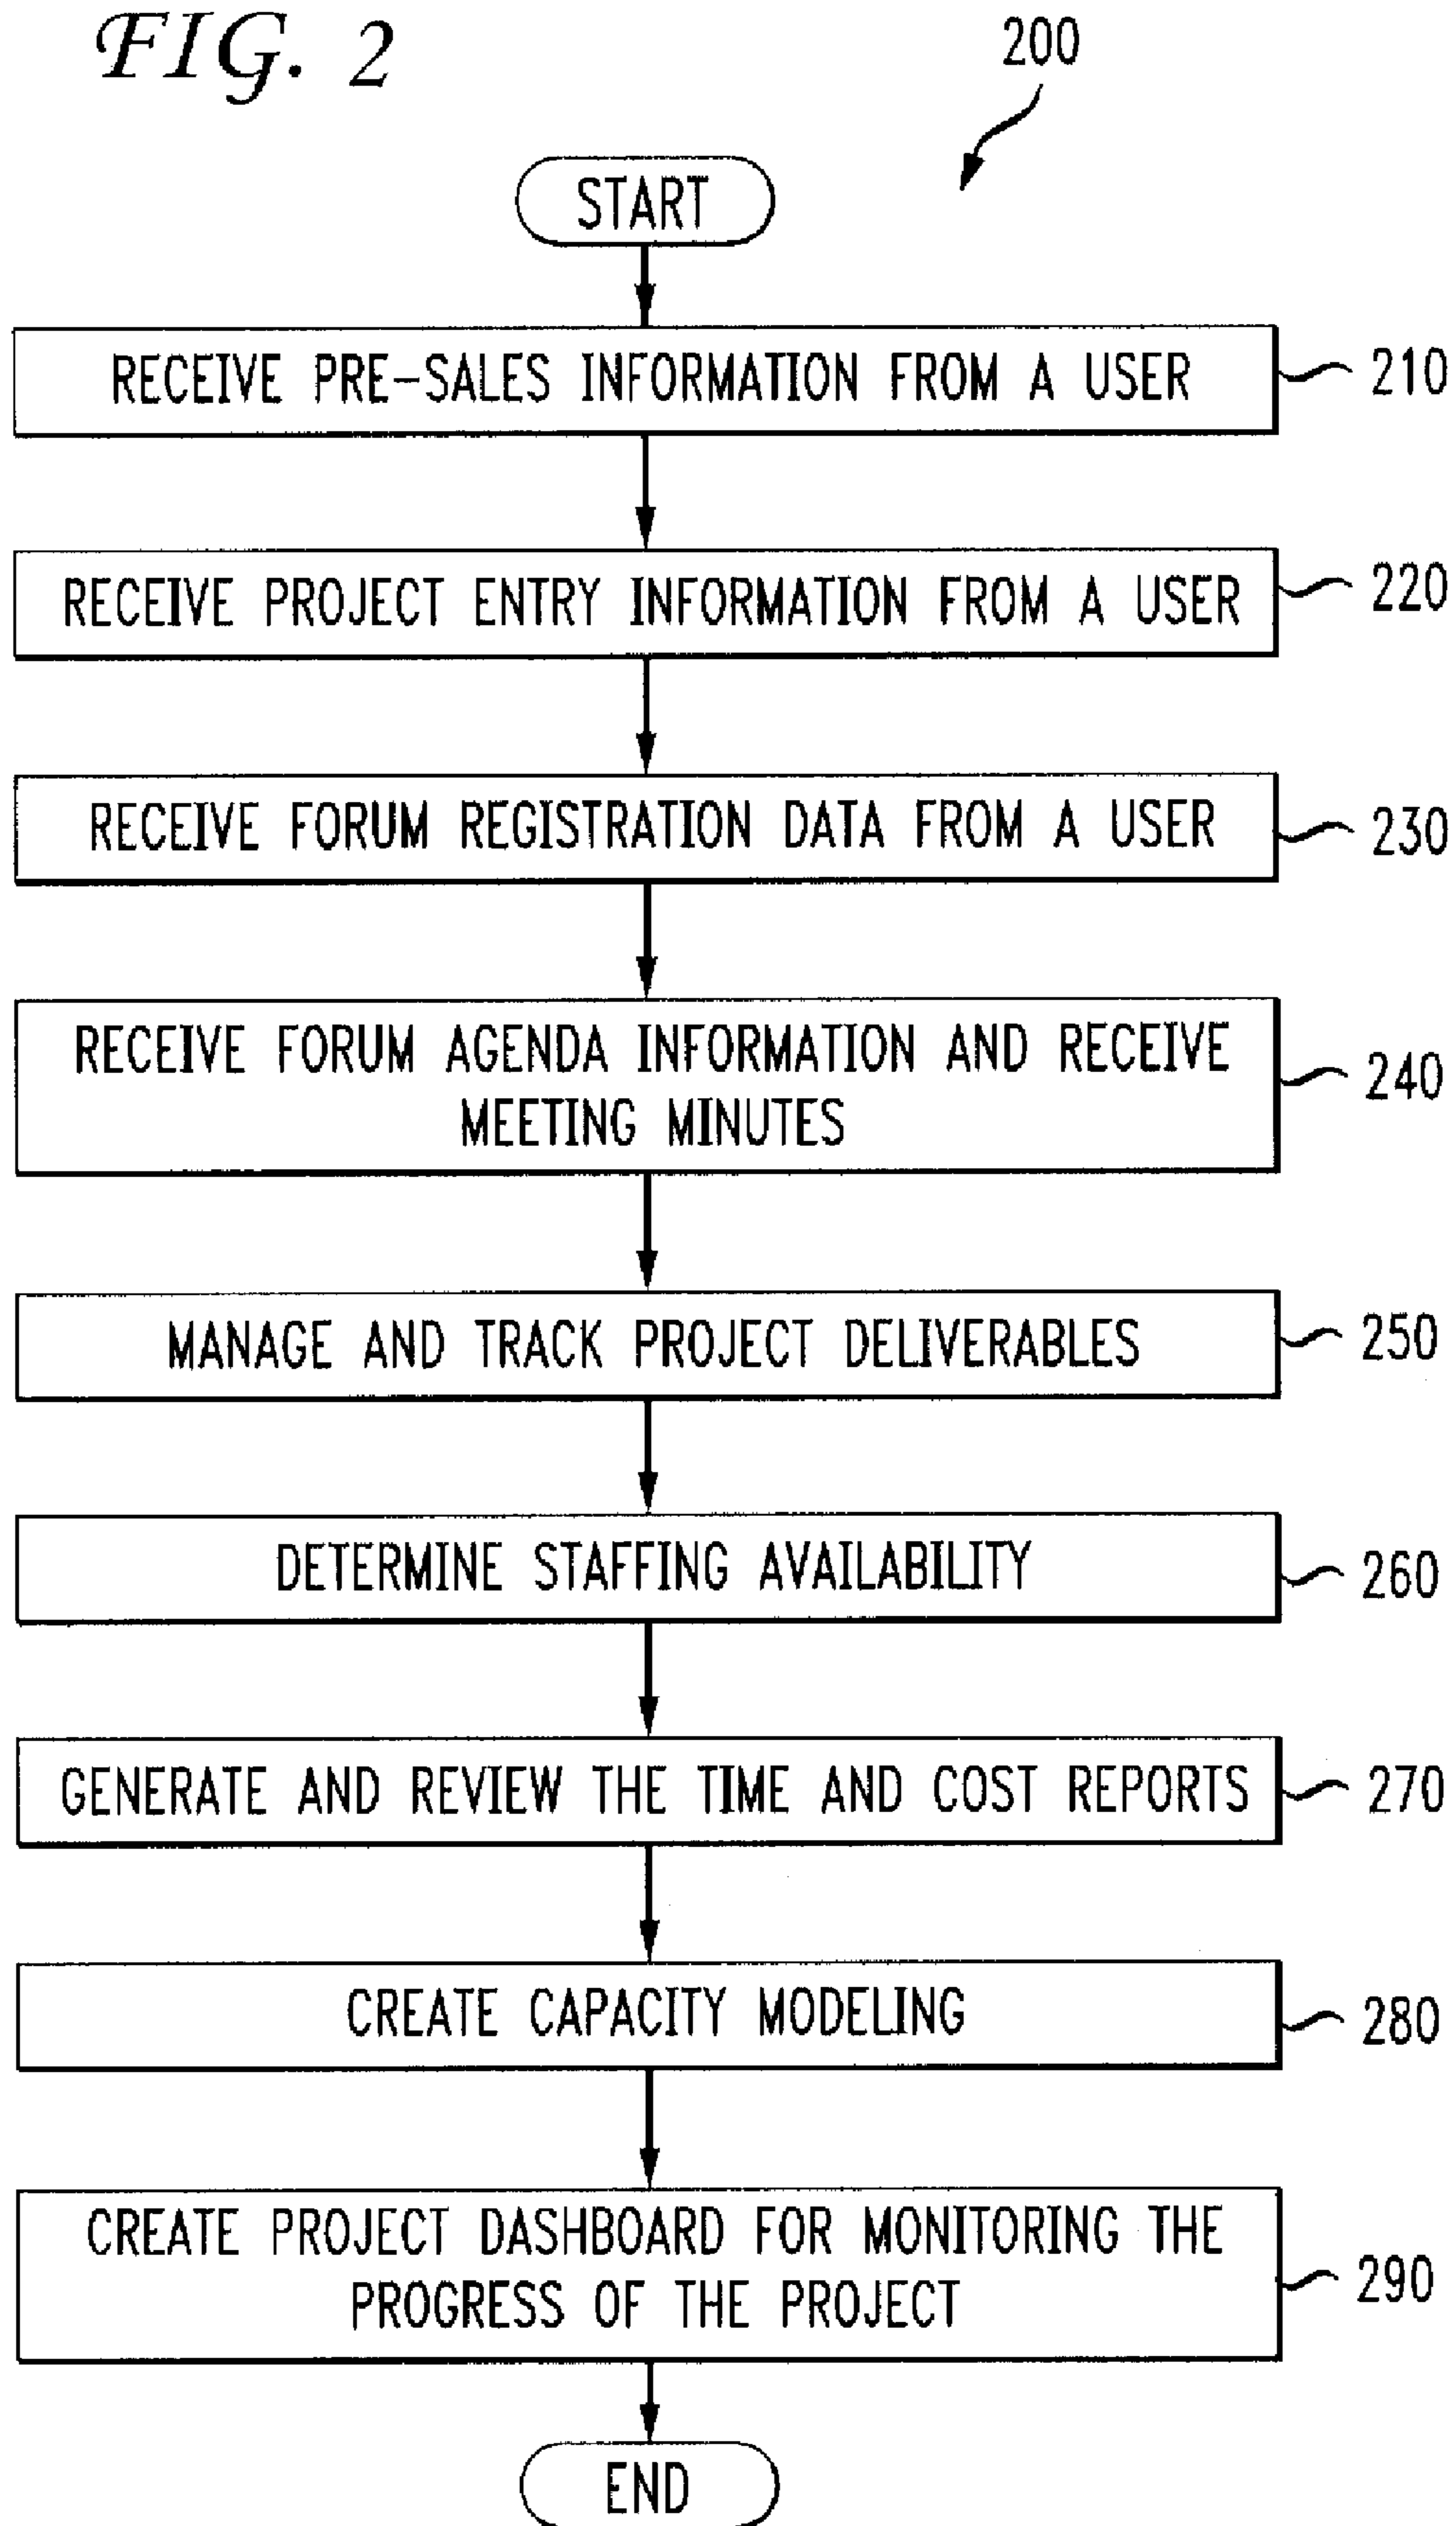 FIG. 2
200
START
RECEIVE PRE-SALES INFORMATION FROM A USER
210
RECEIVE PROJECT ENTRY INFORMATION FROM A USER
220
RECEIVE FORUM REGISTRATION DATA FROM A USER
230
RECEIVE FORUM AGENDA INFORMATION AND RECEIVE
MEETING MINUTES
240
MANAGE AND TRACK PROJECT DELIVERABLES
250
DETERMINE STAFFING AVAILABILITY
260
GENERATE AND REVIEW THE TIME AND COST REPORTS
270
CREATE CAPACITY MODELING
280
CREATE PROJECT DASHBOARD FOR MONITORING THE
PROGRESS OF THE PROJECT
290
END